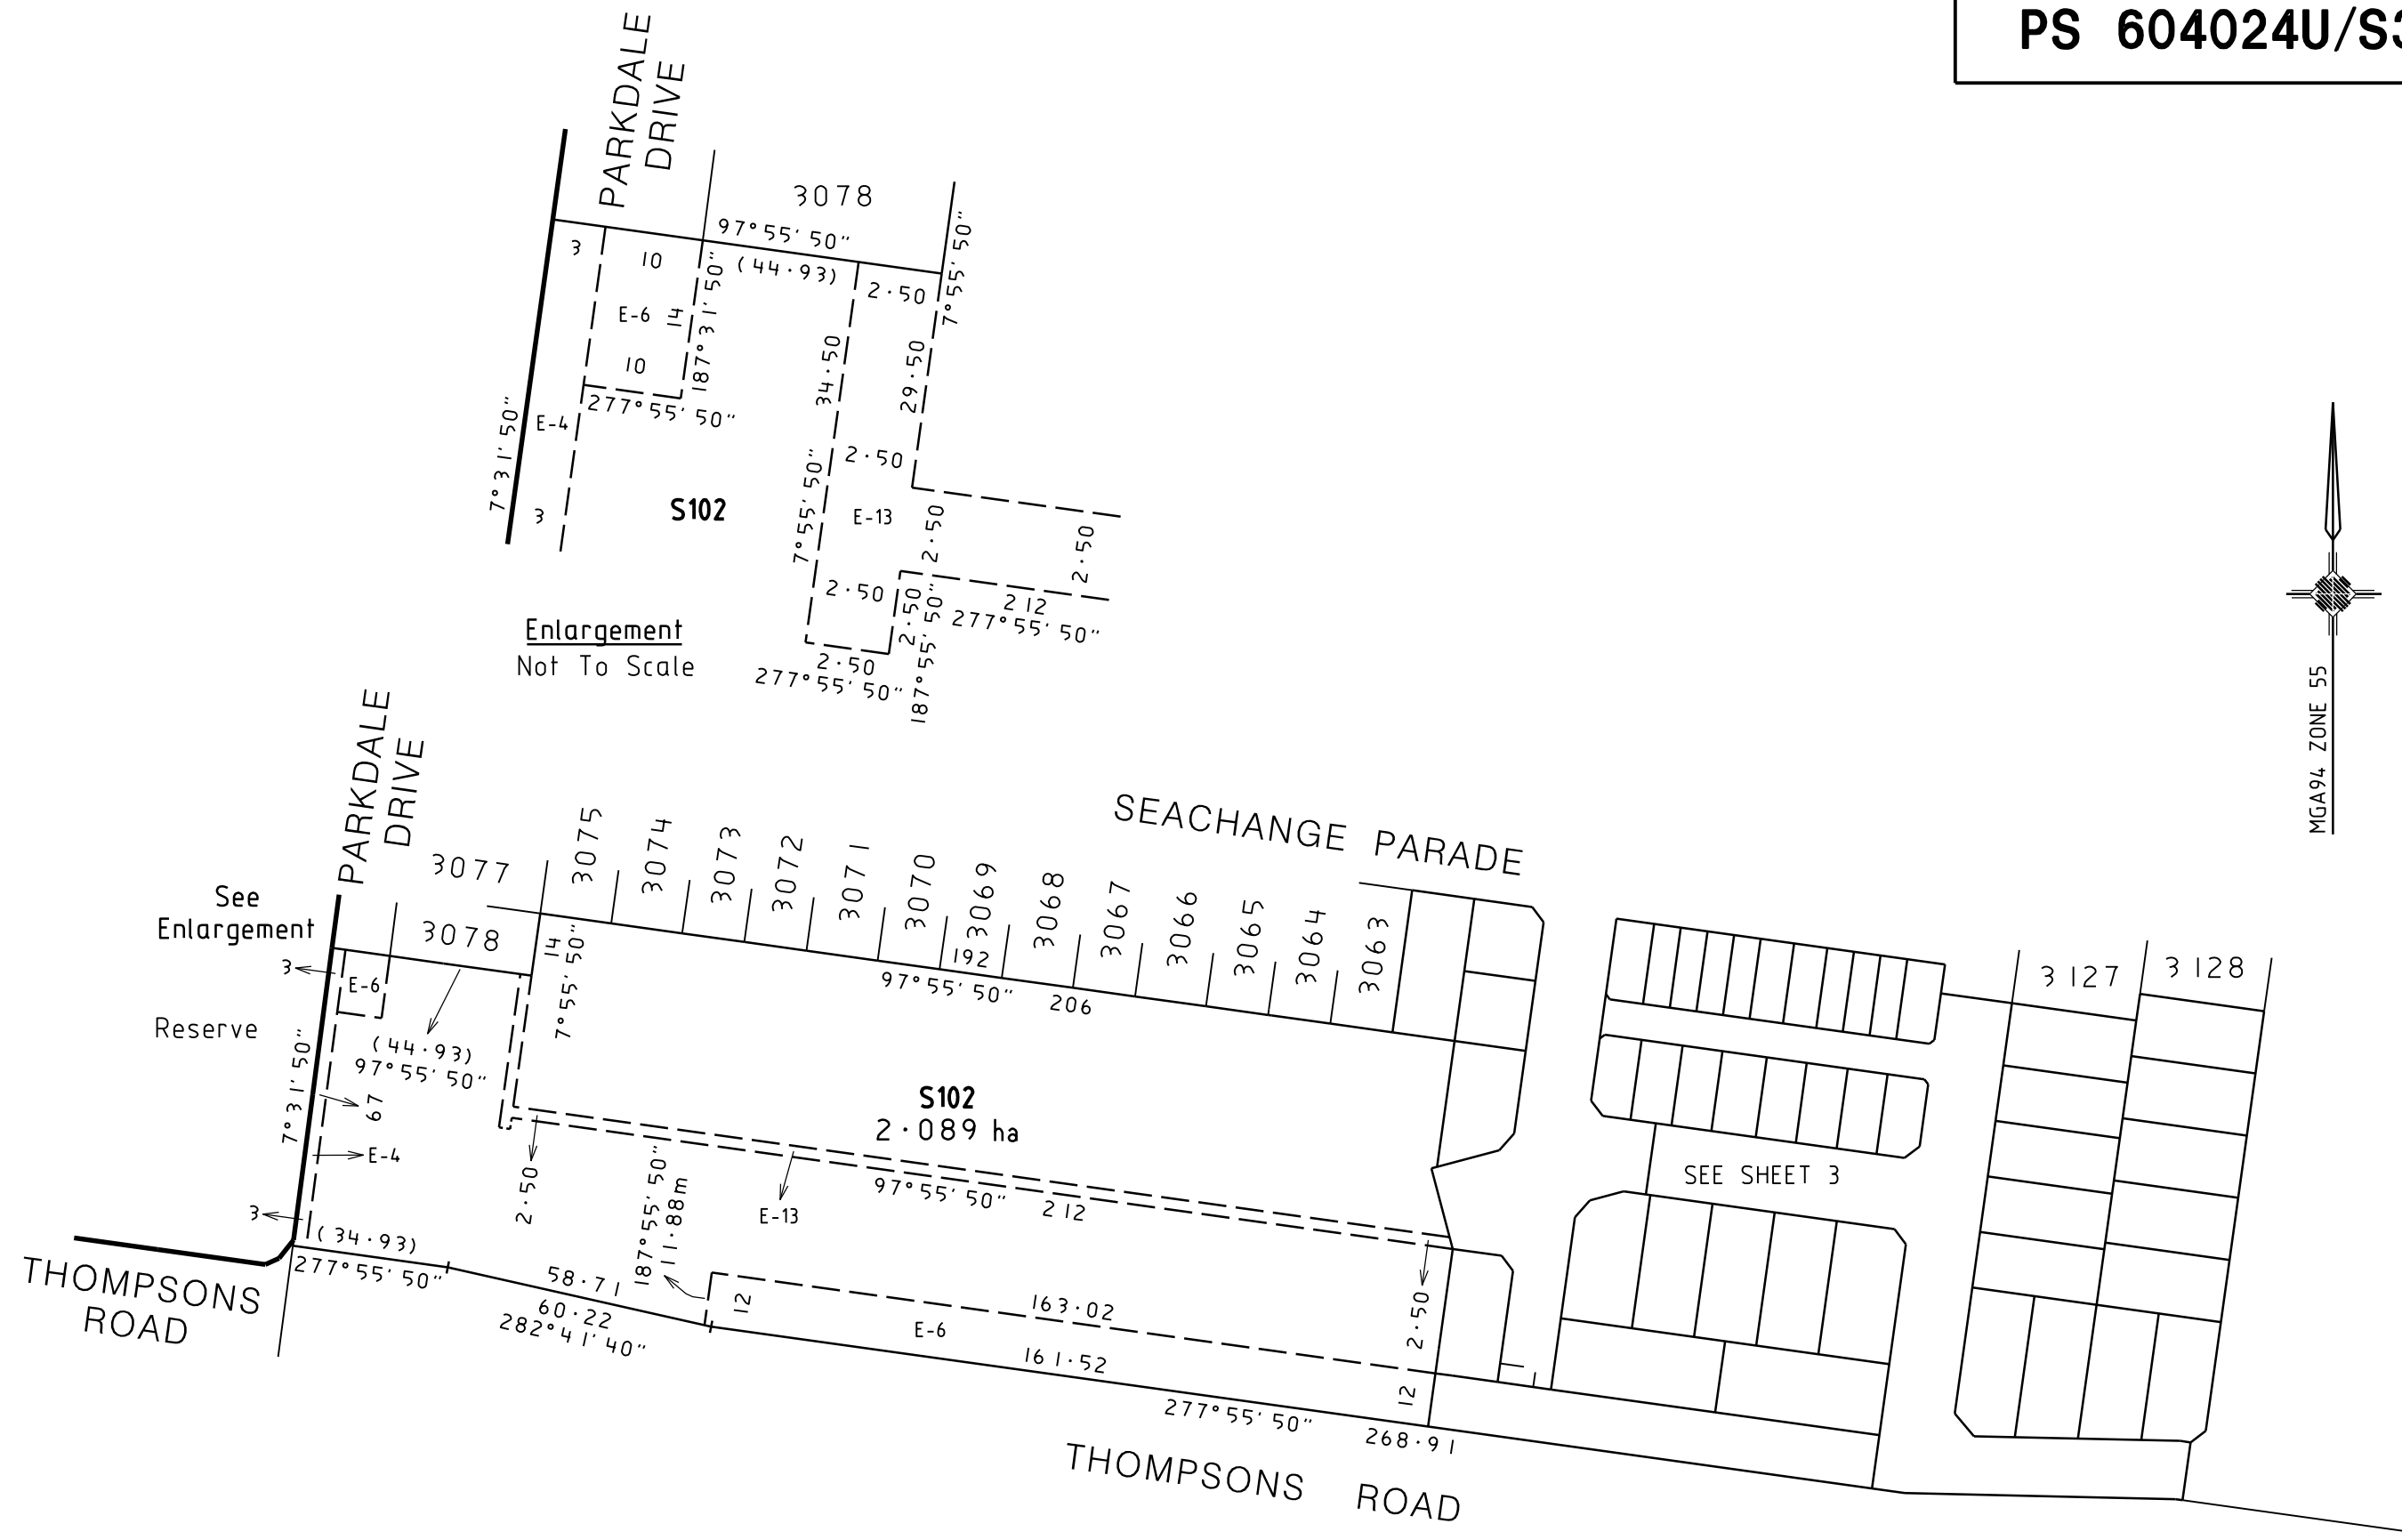 PS 604024U/S
PARKDALE
DRIVE
3078
97°55'50"
(44·93)
7°55'50"
3
10
2·50
E-6
14
187°31'50"
10
277°55'50"
34·50
29·50
7°31'50"
E-4
3
S102
2·50
7°55'50"
E-13
2·50
2·50
2·50
2·50
187°55'50"
212
277°55'50"
2·50
277°55'50"
Enlargement
Not To Scale
MGA94 ZONE 55
PARKDALE
DRIVE
SEACHANGE PARADE
3077
3075
3074
3073
3072
3071
3070
3069
3068
3067
3066
3065
3064
3063
See
Enlargement
3078
14
7°55'50"
192
97°55'50" 206
3127
3128
3
E-6
Reserve
(44·93)
97°55'50"
7°31'50"
67
E-4
S102
2·089 ha
SEE SHEET 3
2·50
187°55'50"
11·88m
E-13
97°55'50" 212
3
(34·93)
277°55'50"
THOMPSONS
ROAD
58·71
60·22
282°41'40"
12
163·02
E-6
161·52
2·50
12
277°55'50"
268·91
THOMPSONS ROAD